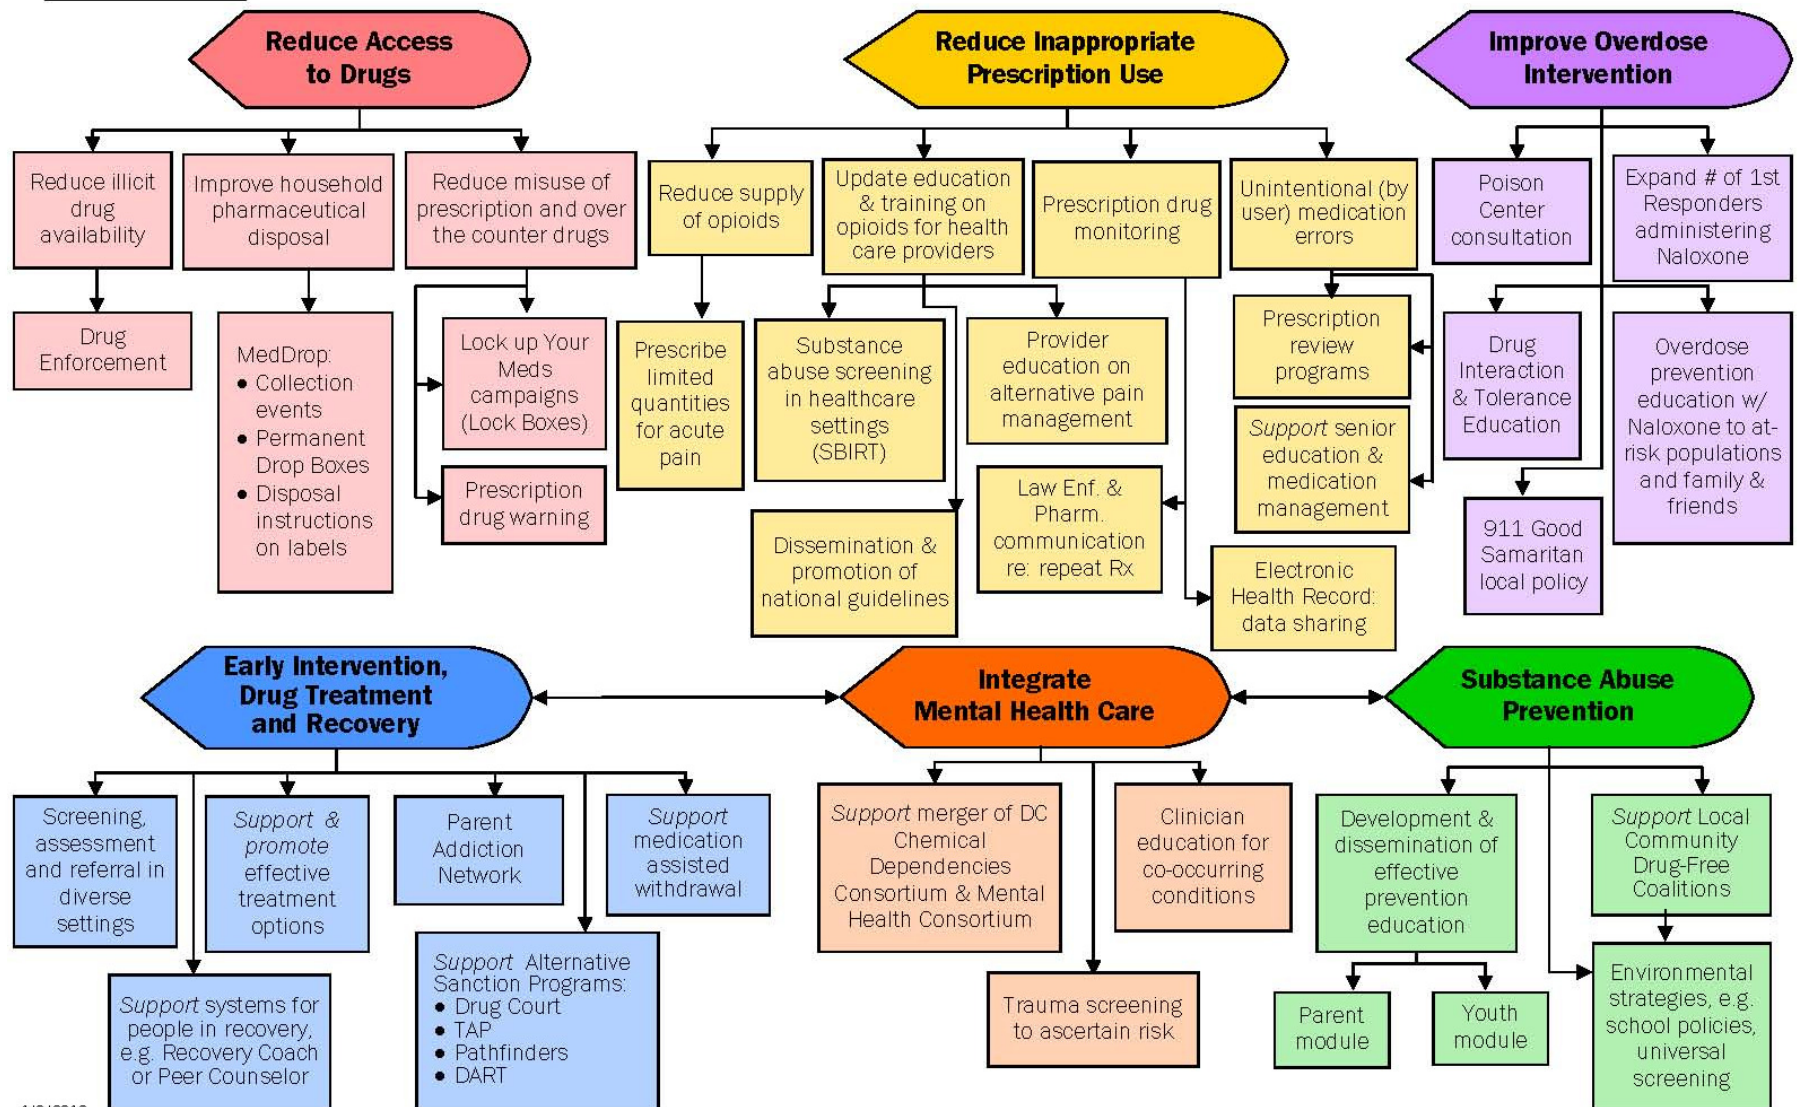 Reduce Access
to Drugs
Reduce illicit
drug
availability
Drug
Enforcement
Improve household
pharmaceutical
disposal
MedDrop:
• Collection
events
• Permanent
Drop Boxes
• Disposal
instructions
on labels
Reduce misuse of
prescription and over
the counter drugs
Lock up Your
Meds
campaigns
(Lock Boxes)
Prescription
drug warning
Reduce Inappropriate
Prescription Use
Reduce supply
of opioids
Prescribe
limited
quantities
for acute
pain
Update education
& training on
opioids for health
care providers
Substance
abuse screening
in healthcare
settings
(SBIRT)
Provider
education on
alternative pain
management
Dissemination &
promotion of
national guidelines
Prescription drug
monitoring
Law Enf. &
Pharm.
communication
re: repeat Rx
Electronic
Health Record:
data sharing
Unintentional (by
user) medication
errors
Prescription
review
programs
Support senior
education &
medication
management
Improve Overdose
Intervention
Poison
Center
consultation
Expand # of 1st
Responders
administering
Naloxone
Drug
Interaction
& Tolerance
Education
Overdose
prevention
education w/
Naloxone to at-
risk populations
and family &
friends
911 Good
Samaritan
local policy
Early Intervention,
Drug Treatment
and Recovery
Screening,
assessment
and referral in
diverse
settings
Support &
promote
effective
treatment
options
Parent
Addiction
Network
Support
medication
assisted
withdrawal
Support systems for
people in recovery,
e.g. Recovery Coach
or Peer Counselor
Support Alternative
Sanction Programs:
• Drug Court
• TAP
• Pathfinders
• DART
Integrate
Mental Health Care
Support merger of DC
Chemical
Dependencies
Consortium & Mental
Health Consortium
Clinician
education for
co-occurring
conditions
Trauma screening
to ascertain risk
Substance Abuse
Prevention
Development &
dissemination of
effective
prevention
education
Parent
module
Youth
module
Support Local
Community
Drug-Free
Coalitions
Environmental
strategies, e.g.
school policies,
universal
screening